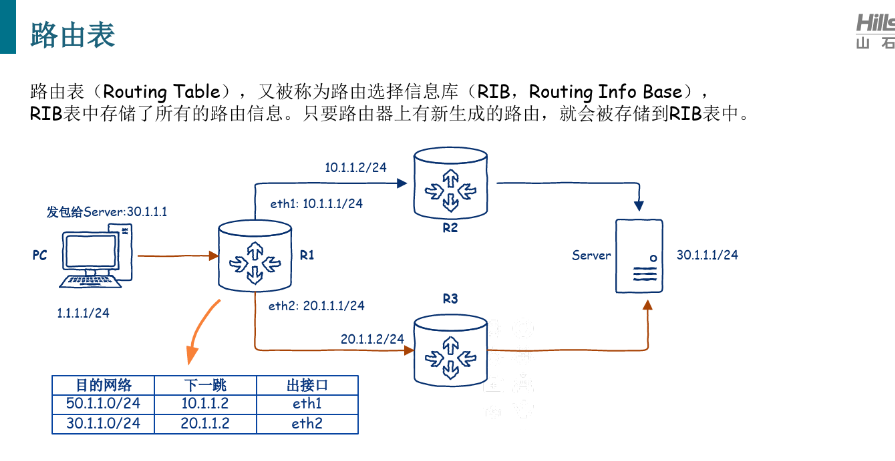 路由表
Hills
山石
路由表（Routing Table），又被称为路由选择信息库（RIB，Routing Info Base），
RIB表中存储了所有的路由信息。只要路由器上有新生成的路由，就会被存储到RIB表中。
10.1.1.2/24
eth1: 10.1.1.1/24
发包给Server:30.1.1.1
R2
PC
R1
Server
30.1.1.1/24
1.1.1.1/24
eth2: 20.1.1.1/24
R3
20.1.1.2/24
目的网络 下一跳 出接口
50.1.1.0/24 10.1.1.2 eth1
30.1.1.0/24 20.1.1.2 eth2